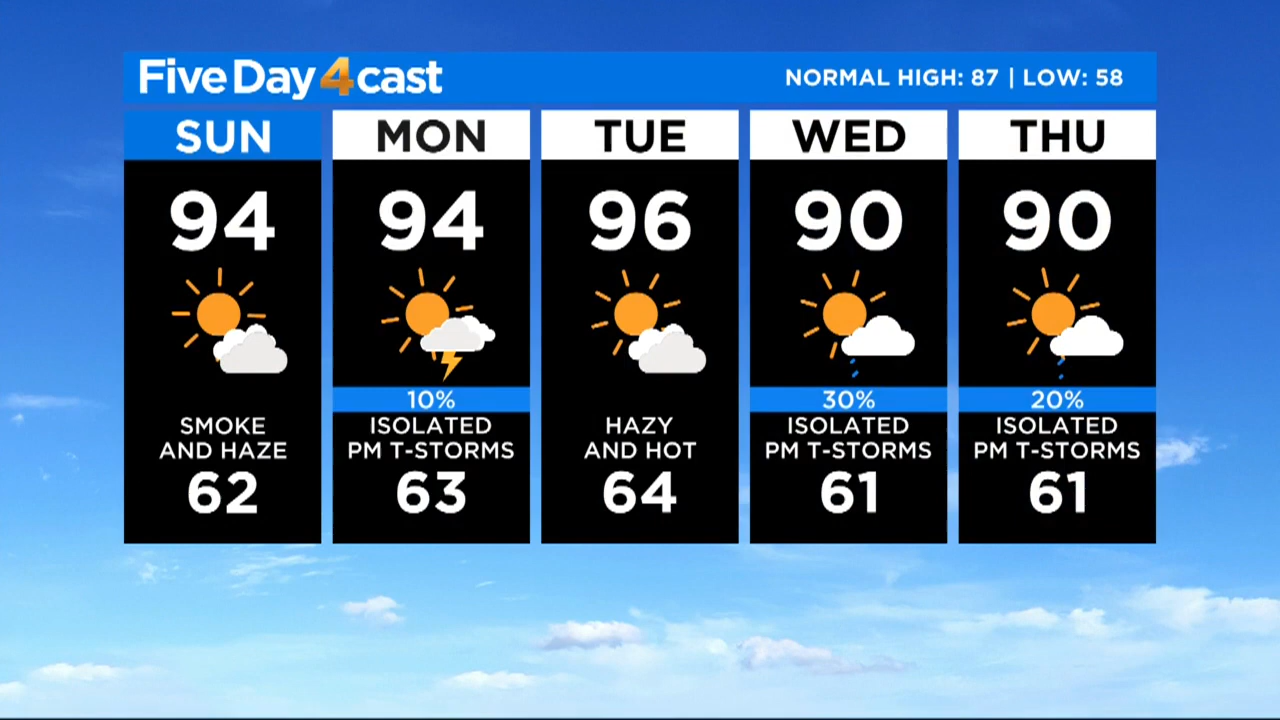 Five Day 4cast
NORMAL HIGH: 87 | LOW: 58
SUN
94
SMOKE
AND HAZE
62
MON
94
10%
ISOLATED
PM T-STORMS
63
TUE
96
HAZY
AND HOT
64
WED
90
30%
ISOLATED
PM T-STORMS
61
THU
90
20%
ISOLATED
PM T-STORMS
61